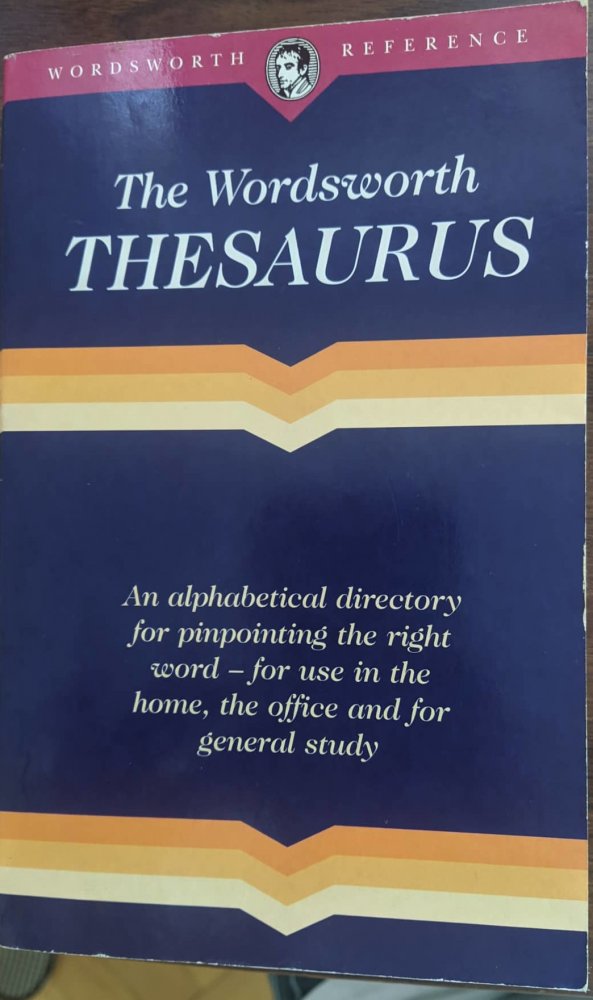 WORDSWORTH REFERENCE
The Wordsworth
THESAURUS
An alphabetical directory
for pinpointing the right
word – for use in the
home, the office and for
general study